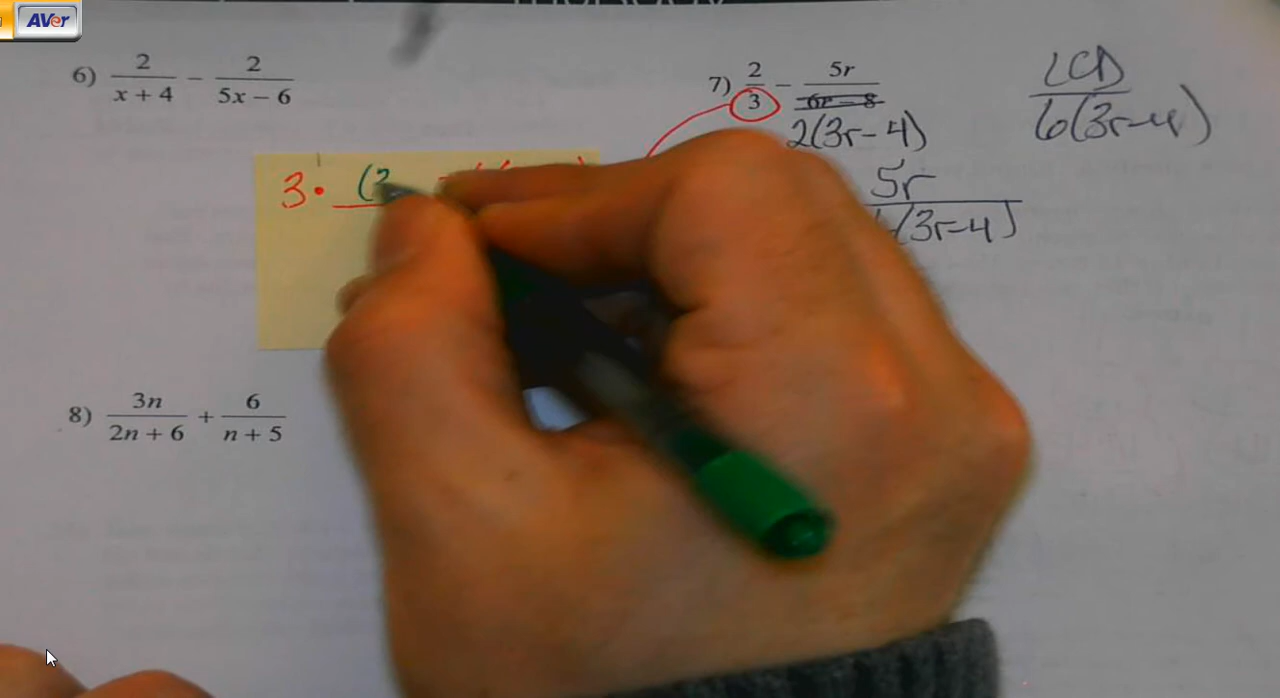 AVer
6) 2/(x + 4) − 2/(5x − 6)
7) 2/3 − 5r/(6r − 8)
2(3r−4)
LCD
6(3r−4)
3• (2
5r
(3r−4)
8) 3n/(2n + 6) + 6/(n + 5)